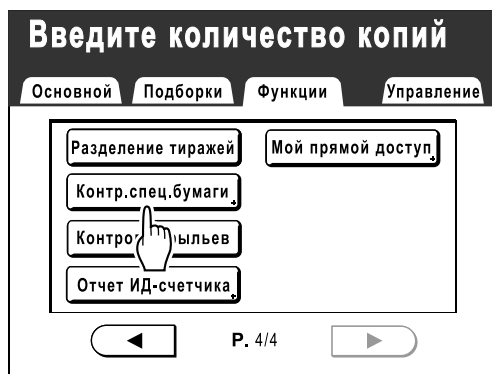 Введите количество копий
Основной Подборки Функции Управление
Разделение тиражей Мой прямой доступ
Контр.спец.бумаги
ыльев
Отчет ИД-счетчика
P. 4/4